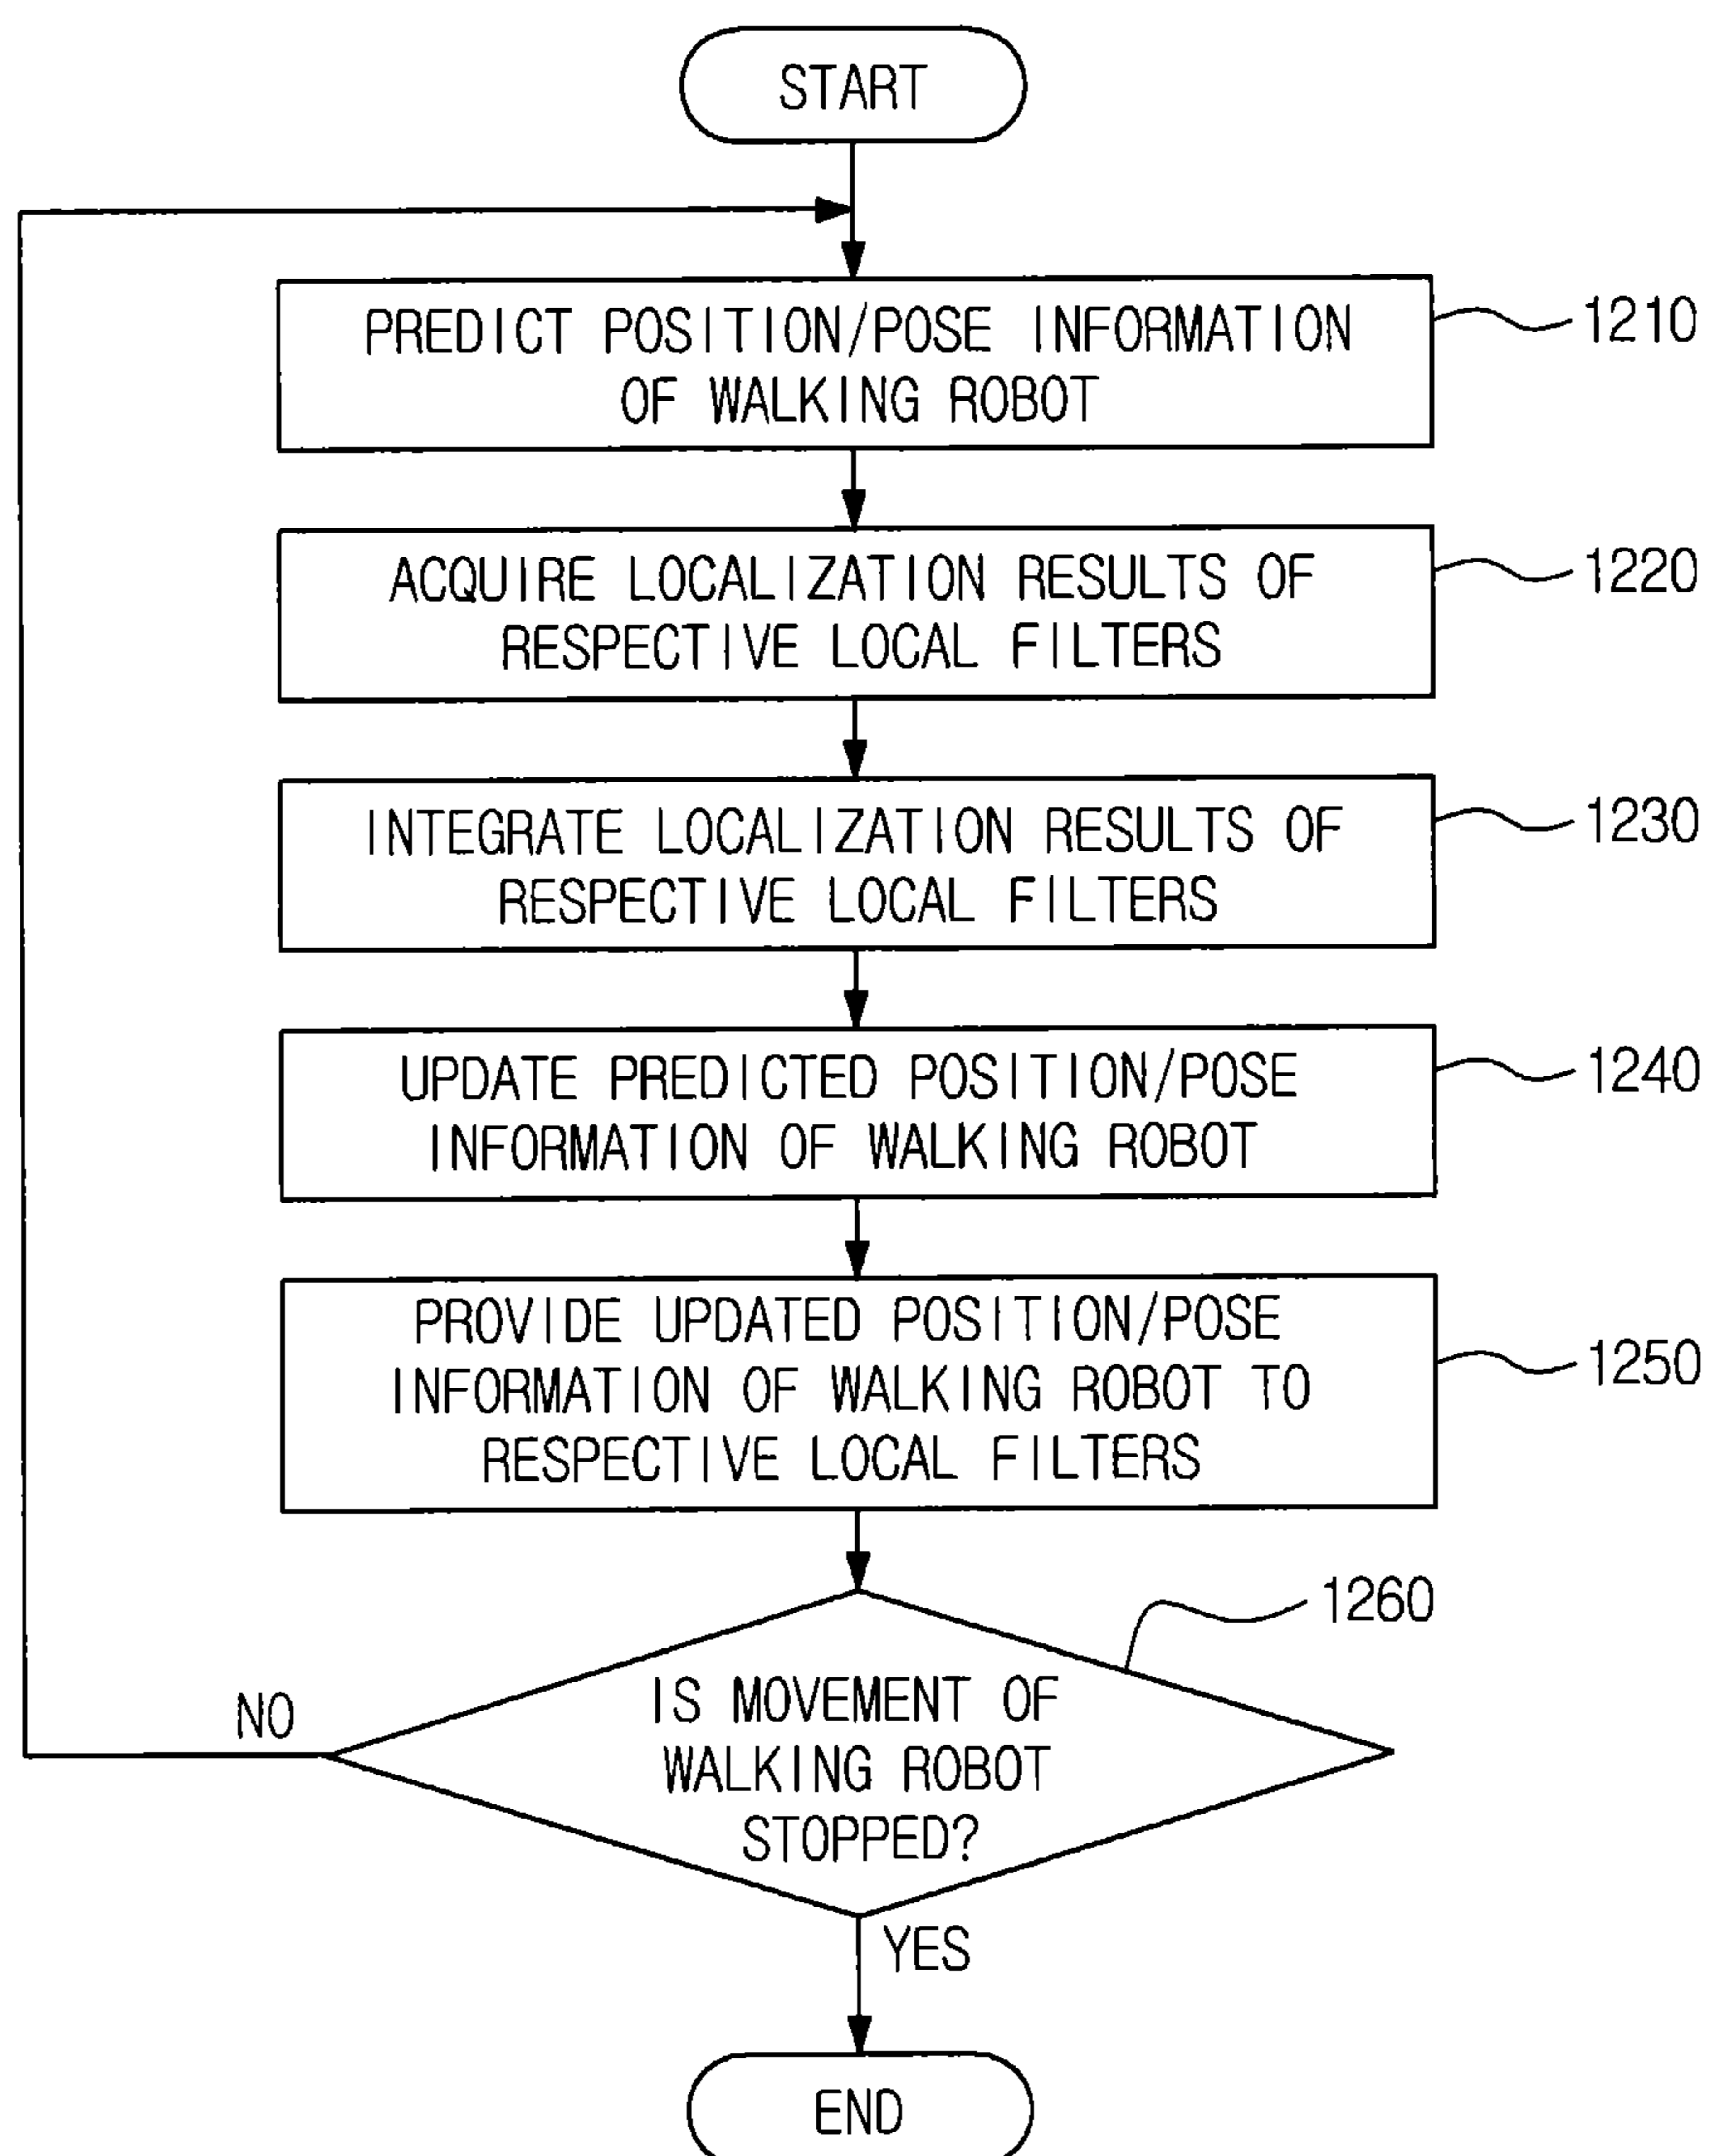 START
PREDICT POSITION/POSE INFORMATION
OF WALKING ROBOT
1210
ACQUIRE LOCALIZATION RESULTS OF
RESPECTIVE LOCAL FILTERS
1220
INTEGRATE LOCALIZATION RESULTS OF
RESPECTIVE LOCAL FILTERS
1230
UPDATE PREDICTED POSITION/POSE
INFORMATION OF WALKING ROBOT
1240
PROVIDE UPDATED POSITION/POSE
INFORMATION OF WALKING ROBOT TO
RESPECTIVE LOCAL FILTERS
1250
1260
IS MOVEMENT OF
WALKING ROBOT
STOPPED?
NO
YES
END